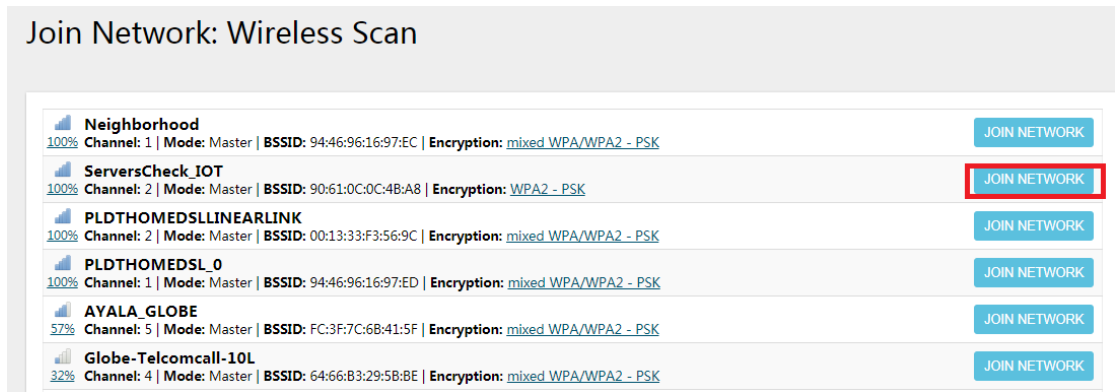 Join Network: Wireless Scan
Neighborhood
JOIN NETWORK
100% Channel: 1 | Mode: Master | BSSID: 94:46:96:16:97:EC | Encryption: mixed WPA/WPA2 - PSK
ServersCheck_IOT
JOIN NETWORK
100% Channel: 2 | Mode: Master | BSSID: 90:61:0C:0C:4B:A8 | Encryption: WPA2 - PSK
PLDTHOMEDSLLINEARLINK
JOIN NETWORK
100% Channel: 2 | Mode: Master | BSSID: 00:13:33:F3:56:9C | Encryption: mixed WPA/WPA2 - PSK
PLDTHOMEDSL_0
JOIN NETWORK
100% Channel: 1 | Mode: Master | BSSID: 94:46:96:16:97:ED | Encryption: mixed WPA/WPA2 - PSK
AYALA_GLOBE
JOIN NETWORK
57% Channel: 5 | Mode: Master | BSSID: FC:3F:7C:6B:41:5F | Encryption: mixed WPA/WPA2 - PSK
Globe-Telcomcall-10L
JOIN NETWORK
32% Channel: 4 | Mode: Master | BSSID: 64:66:B3:29:5B:BE | Encryption: mixed WPA/WPA2 - PSK